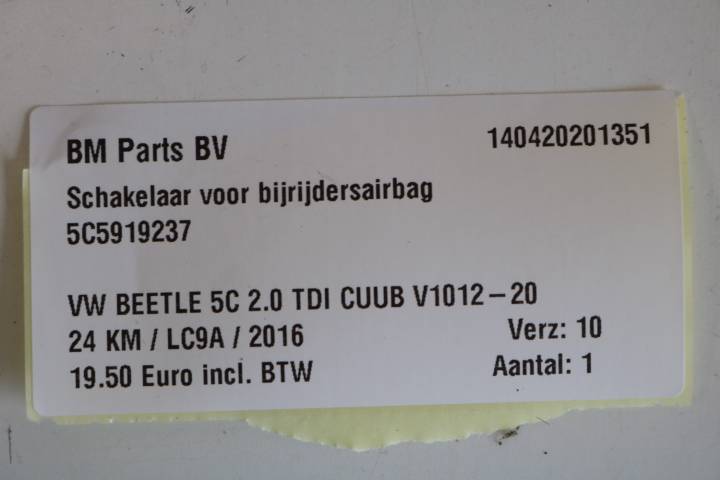 BM Parts BV 140420201351
Schakelaar voor bijrijdersairbag
5C5919237
VW BEETLE 5C 2.0 TDI CUUB V1012-20
24 KM / LC9A / 2016 Verz: 10
19.50 Euro incl. BTW Aantal: 1